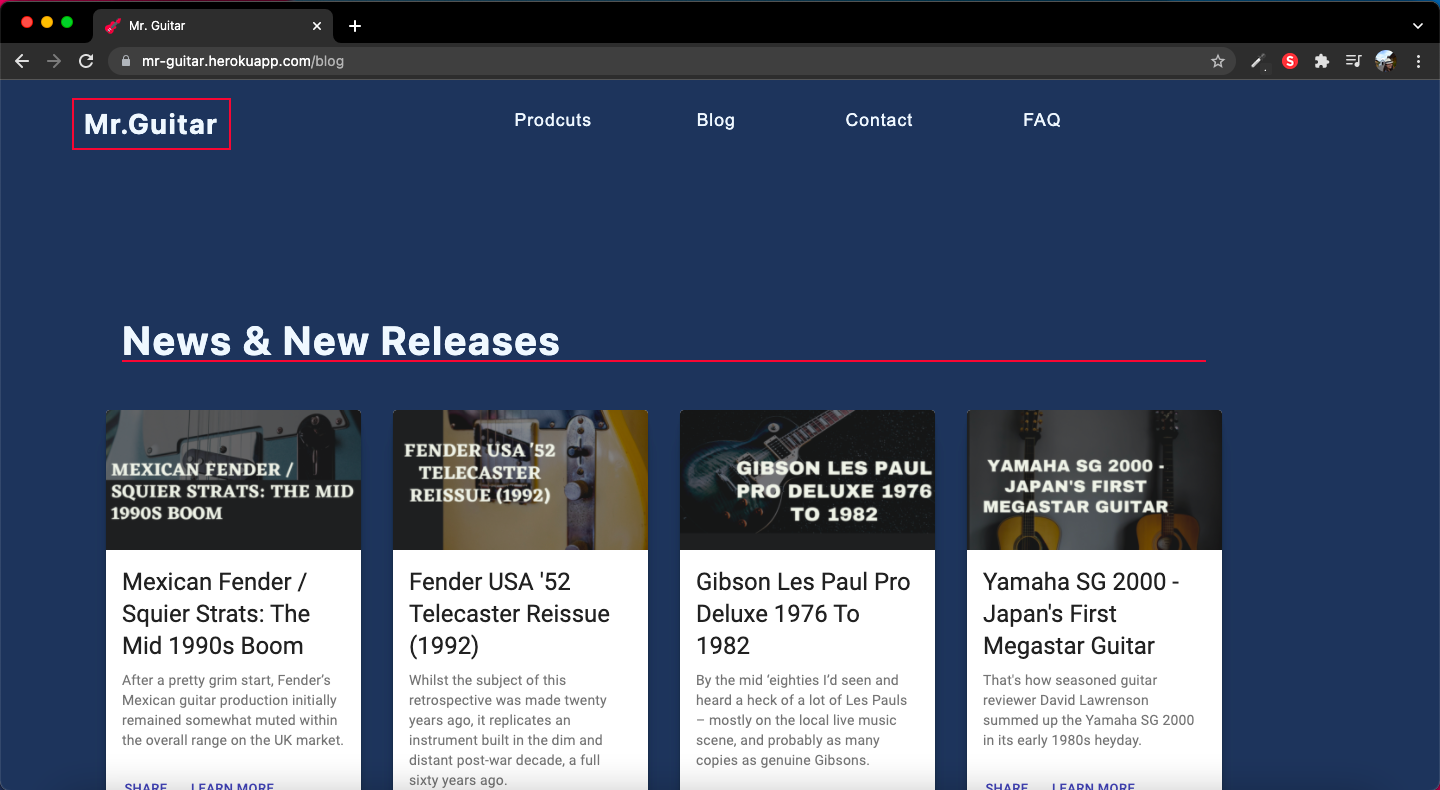 Mr. Guitar
mr-guitar.herokuapp.com/blog
S
Mr.Guitar
Prodcuts
Blog
Contact
FAQ
News & New Releases
MEXICAN FENDER /
SQUIER STRATS: THE MID
1990S BOOM
Mexican Fender /
Squier Strats: The
Mid 1990s Boom
After a pretty grim start, Fender’s
Mexican guitar production initially
remained somewhat muted within
the overall range on the UK market.
SHARE LEARN MORE
FENDER USA '52
TELECASTER
REISSUE (1992)
Fender USA '52
Telecaster Reissue
(1992)
Whilst the subject of this
retrospective was made twenty
years ago, it replicates an
instrument built in the dim and
distant post-war decade, a full
sixty years ago.
GIBSON LES PAUL
PRO DELUXE 1976
TO 1982
Gibson Les Paul Pro
Deluxe 1976 To
1982
By the mid ‘eighties I’d seen and
heard a heck of a lot of Les Pauls
– mostly on the local live music
scene, and probably as many
copies as genuine Gibsons.
YAMAHA SG 2000 -
JAPAN'S FIRST
MEGASTAR GUITAR
Yamaha SG 2000 -
Japan's First
Megastar Guitar
That's how seasoned guitar
reviewer David Lawrenson
summed up the Yamaha SG 2000
in its early 1980s heyday.
SHARE LEARN MORE